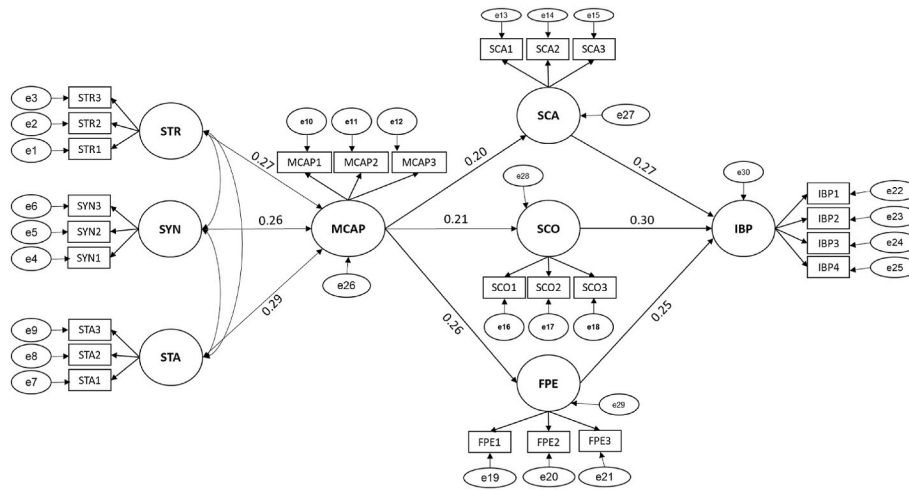 e13
e14
e15
SCA1
SCA2
SCA3
SCA
e27
e3
STR3
e2
STR2
e1
STR1
STR
e10
e11
e12
MCAP1
MCAP2
MCAP3
MCAP
e26
0.27
0.26
0.29
e6
SYN3
e5
SYN2
e4
SYN1
SYN
e9
STA3
e8
STA2
e7
STA1
STA
0.20
0.21
0.26
e28
SCO
SCO1
SCO2
SCO3
e16
e17
e18
FPE
e29
FPE1
FPE2
FPE3
e19
e20
e21
0.27
0.30
0.25
e30
IBP
IBP1
e22
IBP2
e23
IBP3
e24
IBP4
e25